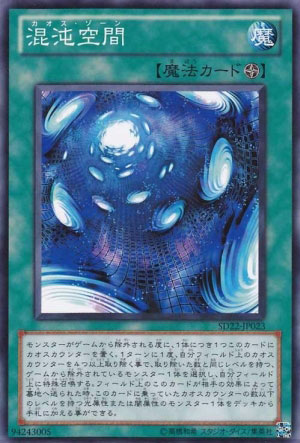 カオス・ゾーン
混沌空間
魔
【魔法カード】
SD22-JP023
モンスターがゲームから除外される度に、1体につき1つこのカードに
カオスカウンターを置く。1ターンに1度、自分フィールド上のカオス
カウンターを4つ以上取り除く事で、取り除いた数と同じレベルを持つ、
ゲームから除外されているモンスター1体を選択し、自分フィールド
上に特殊召喚する。フィールド上のこのカードが相手の効果によって
墓地へ送られた時、このカードに乗っていたカオスカウンターの数以下
のレベルを持つ光属性または闇属性のモンスター1体をデッキから
手札に加える事ができる。
94243005
©高橋和希 スタジオ・ダイス/集英社